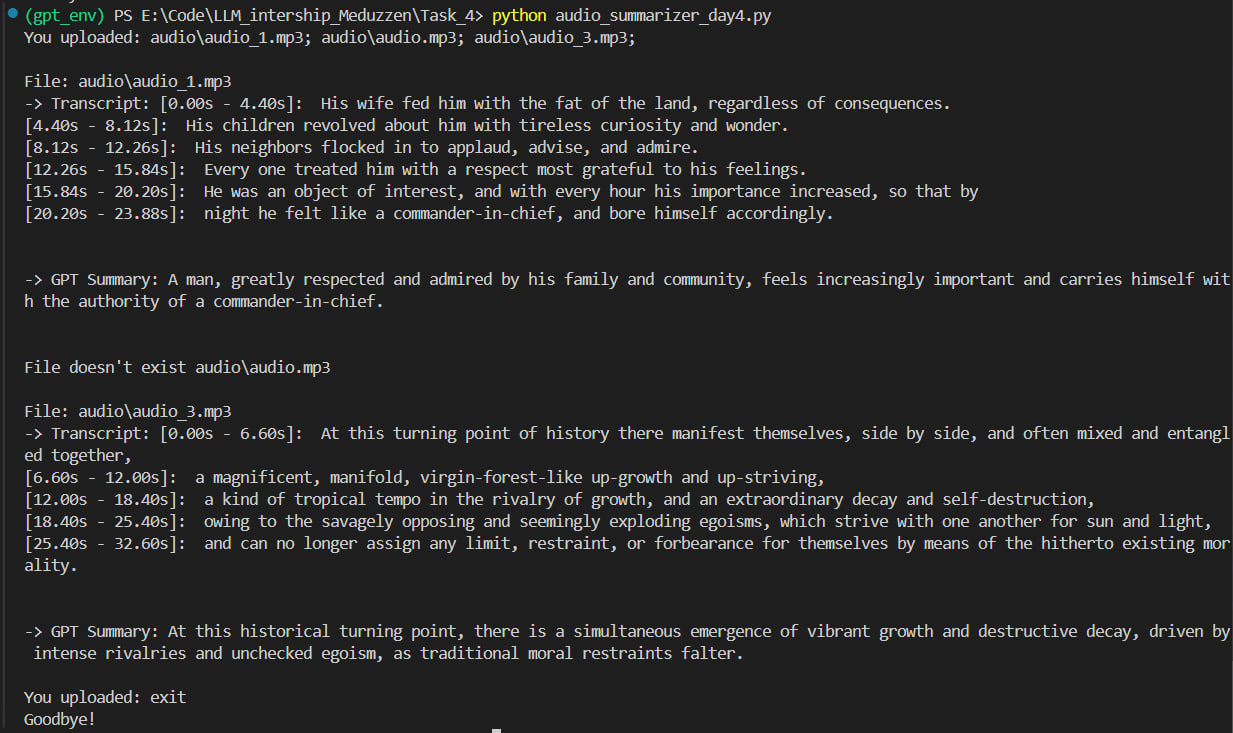 (gpt_env) PS E:\Code\LLM_intership_Meduzzen\Task_4> python audio_summarizer_day4.py
You uploaded: audio\audio_1.mp3; audio\audio.mp3; audio\audio_3.mp3;
File: audio\audio_1.mp3
-> Transcript: [0.00s - 4.40s]:  His wife fed him with the fat of the land, regardless of consequences.
[4.40s - 8.12s]:  His children revolved about him with tireless curiosity and wonder.
[8.12s - 12.26s]:  His neighbors flocked in to applaud, advise, and admire.
[12.26s - 15.84s]:  Every one treated him with a respect most grateful to his feelings.
[15.84s - 20.20s]:  He was an object of interest, and with every hour his importance increased, so that by
[20.20s - 23.88s]:  night he felt like a commander-in-chief, and bore himself accordingly.
-> GPT Summary: A man, greatly respected and admired by his family and community, feels increasingly important and carries himself wit
h the authority of a commander-in-chief.
File doesn't exist audio\audio.mp3
File: audio\audio_3.mp3
-> Transcript: [0.00s - 6.60s]:  At this turning point of history there manifest themselves, side by side, and often mixed and entangl
ed together,
[6.60s - 12.00s]:  a magnificent, manifold, virgin-forest-like up-growth and up-striving,
[12.00s - 18.40s]:  a kind of tropical tempo in the rivalry of growth, and an extraordinary decay and self-destruction,
[18.40s - 25.40s]:  owing to the savagely opposing and seemingly exploding egoisms, which strive with one another for sun and light,
[25.40s - 32.60s]:  and can no longer assign any limit, restraint, or forbearance for themselves by means of the hitherto existing mor
ality.
-> GPT Summary: At this historical turning point, there is a simultaneous emergence of vibrant growth and destructive decay, driven by
 intense rivalries and unchecked egoism, as traditional moral restraints falter.
You uploaded: exit
Goodbye!